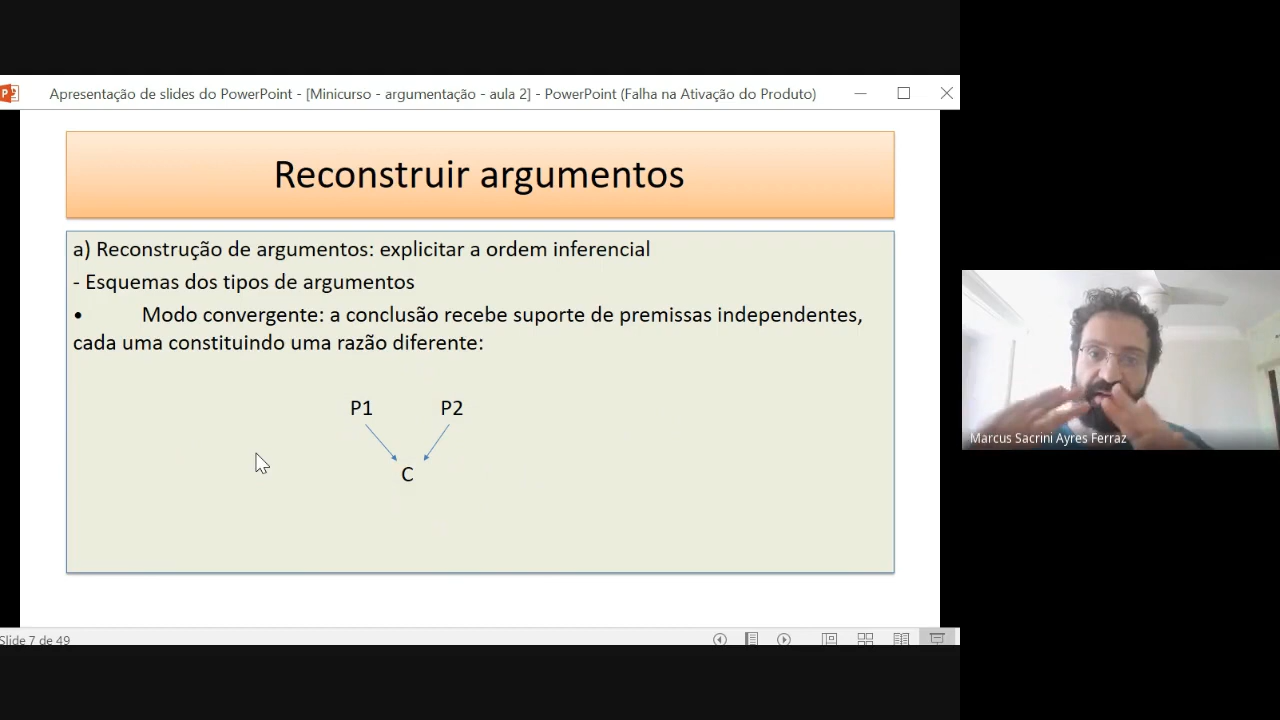 Apresentação de slides do PowerPoint - [Minicurso - argumentação - aula 2] - PowerPoint (Falha na Ativação do Produto)
Reconstruir argumentos
a) Reconstrução de argumentos: explicitar a ordem inferencial
- Esquemas dos tipos de argumentos
• Modo convergente: a conclusão recebe suporte de premissas independentes,
cada uma constituindo uma razão diferente:
P1 P2
C
Marcus Sacrini Ayres Ferraz
Slide 7 de 49